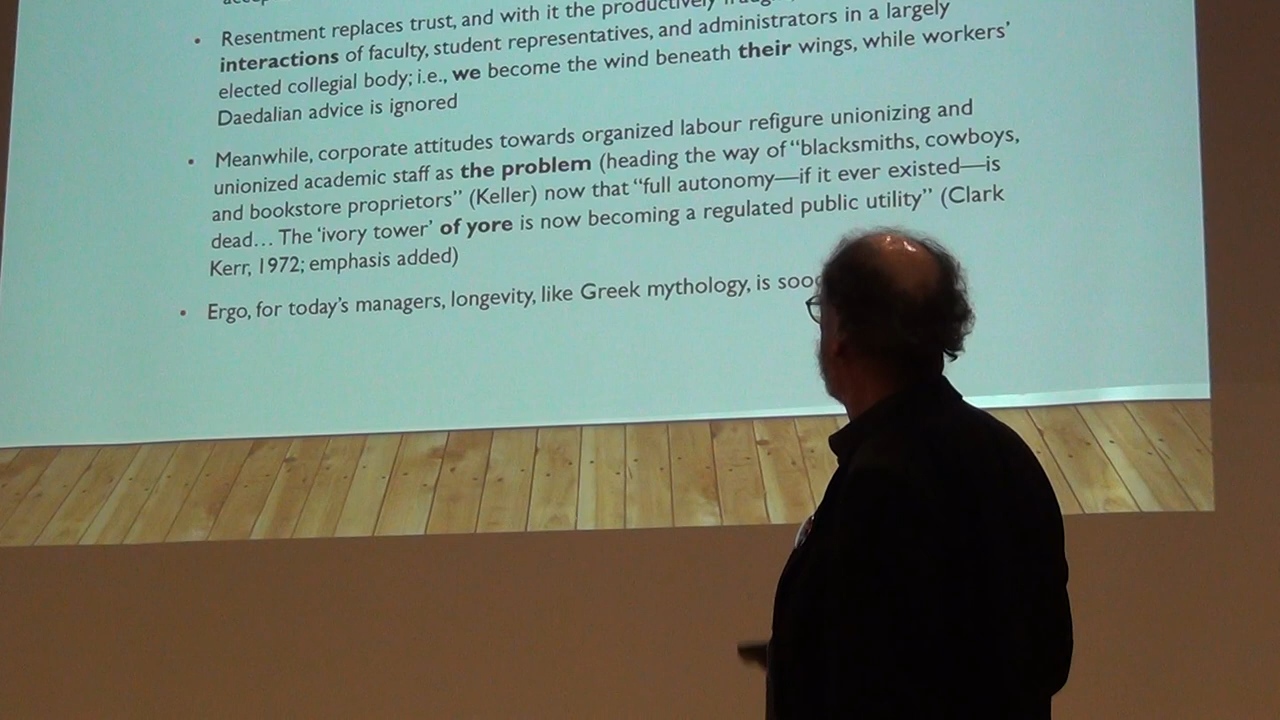 • Resentment replaces trust, and with it the productively
interactions of faculty, student representatives, and administrators in a largely
elected collegial body; i.e., we become the wind beneath their wings, while workers'
Daedalian advice is ignored
• Meanwhile, corporate attitudes towards organized labour refigure unionizing and
unionized academic staff as the problem (heading the way of “blacksmiths, cowboys,
and bookstore proprietors” (Keller) now that “full autonomy—if it ever existed—is
dead… The ‘ivory tower’ of yore is now becoming a regulated public utility” (Clark
Kerr, 1972; emphasis added)
• Ergo, for today's managers, longevity, like Greek mythology, is